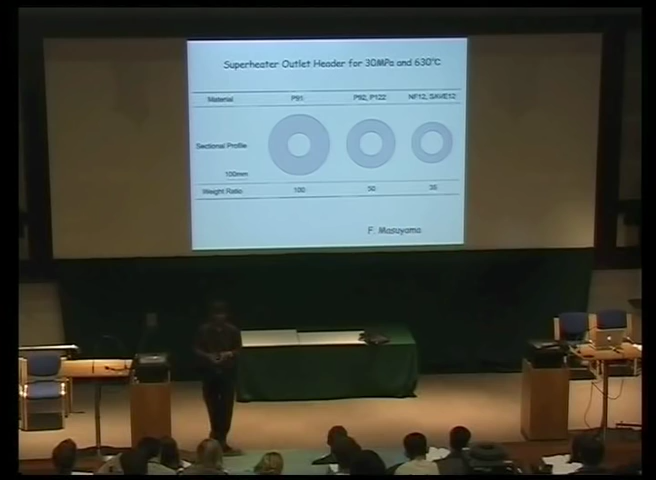 Superheater Outlet Header for 30MPa and 630℃
Material P91 P92, P122 NF12, SAVE12
Sectional Profile
100mm
Weight Ratio 100 50 35
F. Masuyama